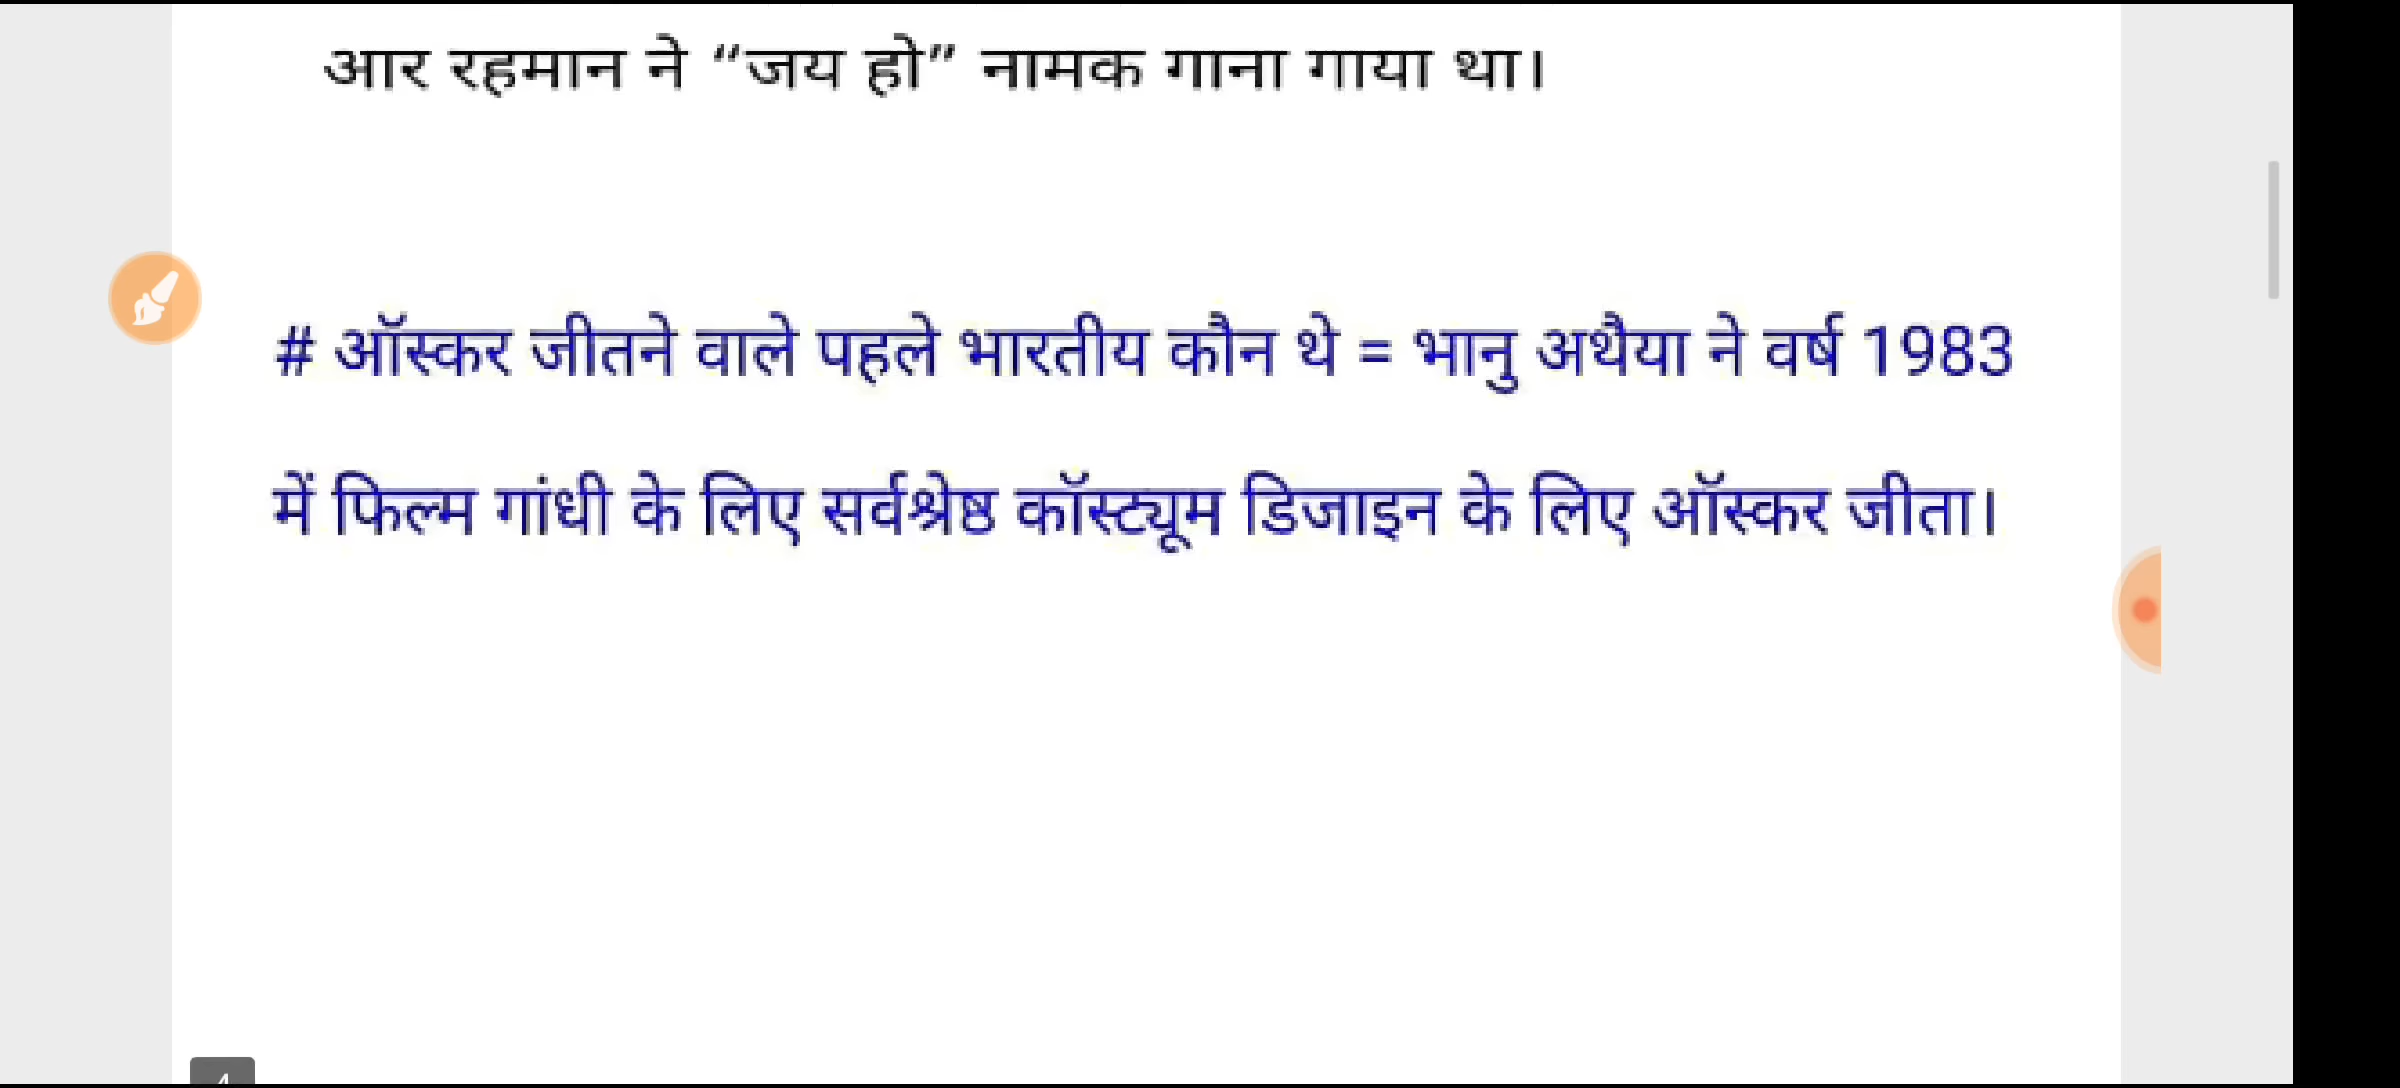 आर रहमान ने “जय हो” नामक गाना गाया था।
# ऑस्कर जीतने वाले पहले भारतीय कौन थे = भानु अथैया ने वर्ष 1983
में फिल्म गांधी के लिए सर्वश्रेष्ठ कॉस्ट्यूम डिजाइन के लिए ऑस्कर जीता।